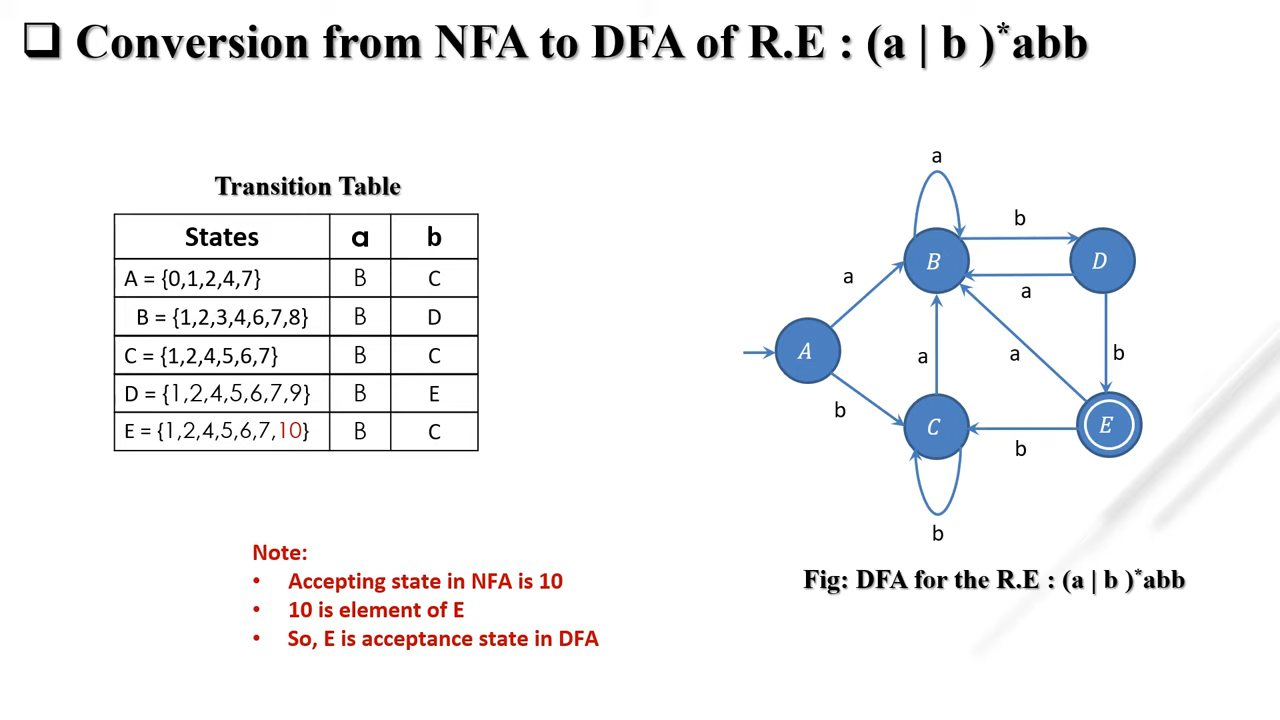 ❑ Conversion from NFA to DFA of R.E : (a | b )*abb
Transition Table
States a b
A = {0,1,2,4,7} B C
B = {1,2,3,4,6,7,8} B D
C = {1,2,4,5,6,7} B C
D = {1,2,4,5,6,7,9} B E
E = {1,2,4,5,6,7,10} B C
Note:
• Accepting state in NFA is 10
• 10 is element of E
• So, E is acceptance state in DFA
a
b
B
D
a
a
A
a
a
b
b
C
E
b
b
Fig: DFA for the R.E : (a | b )*abb